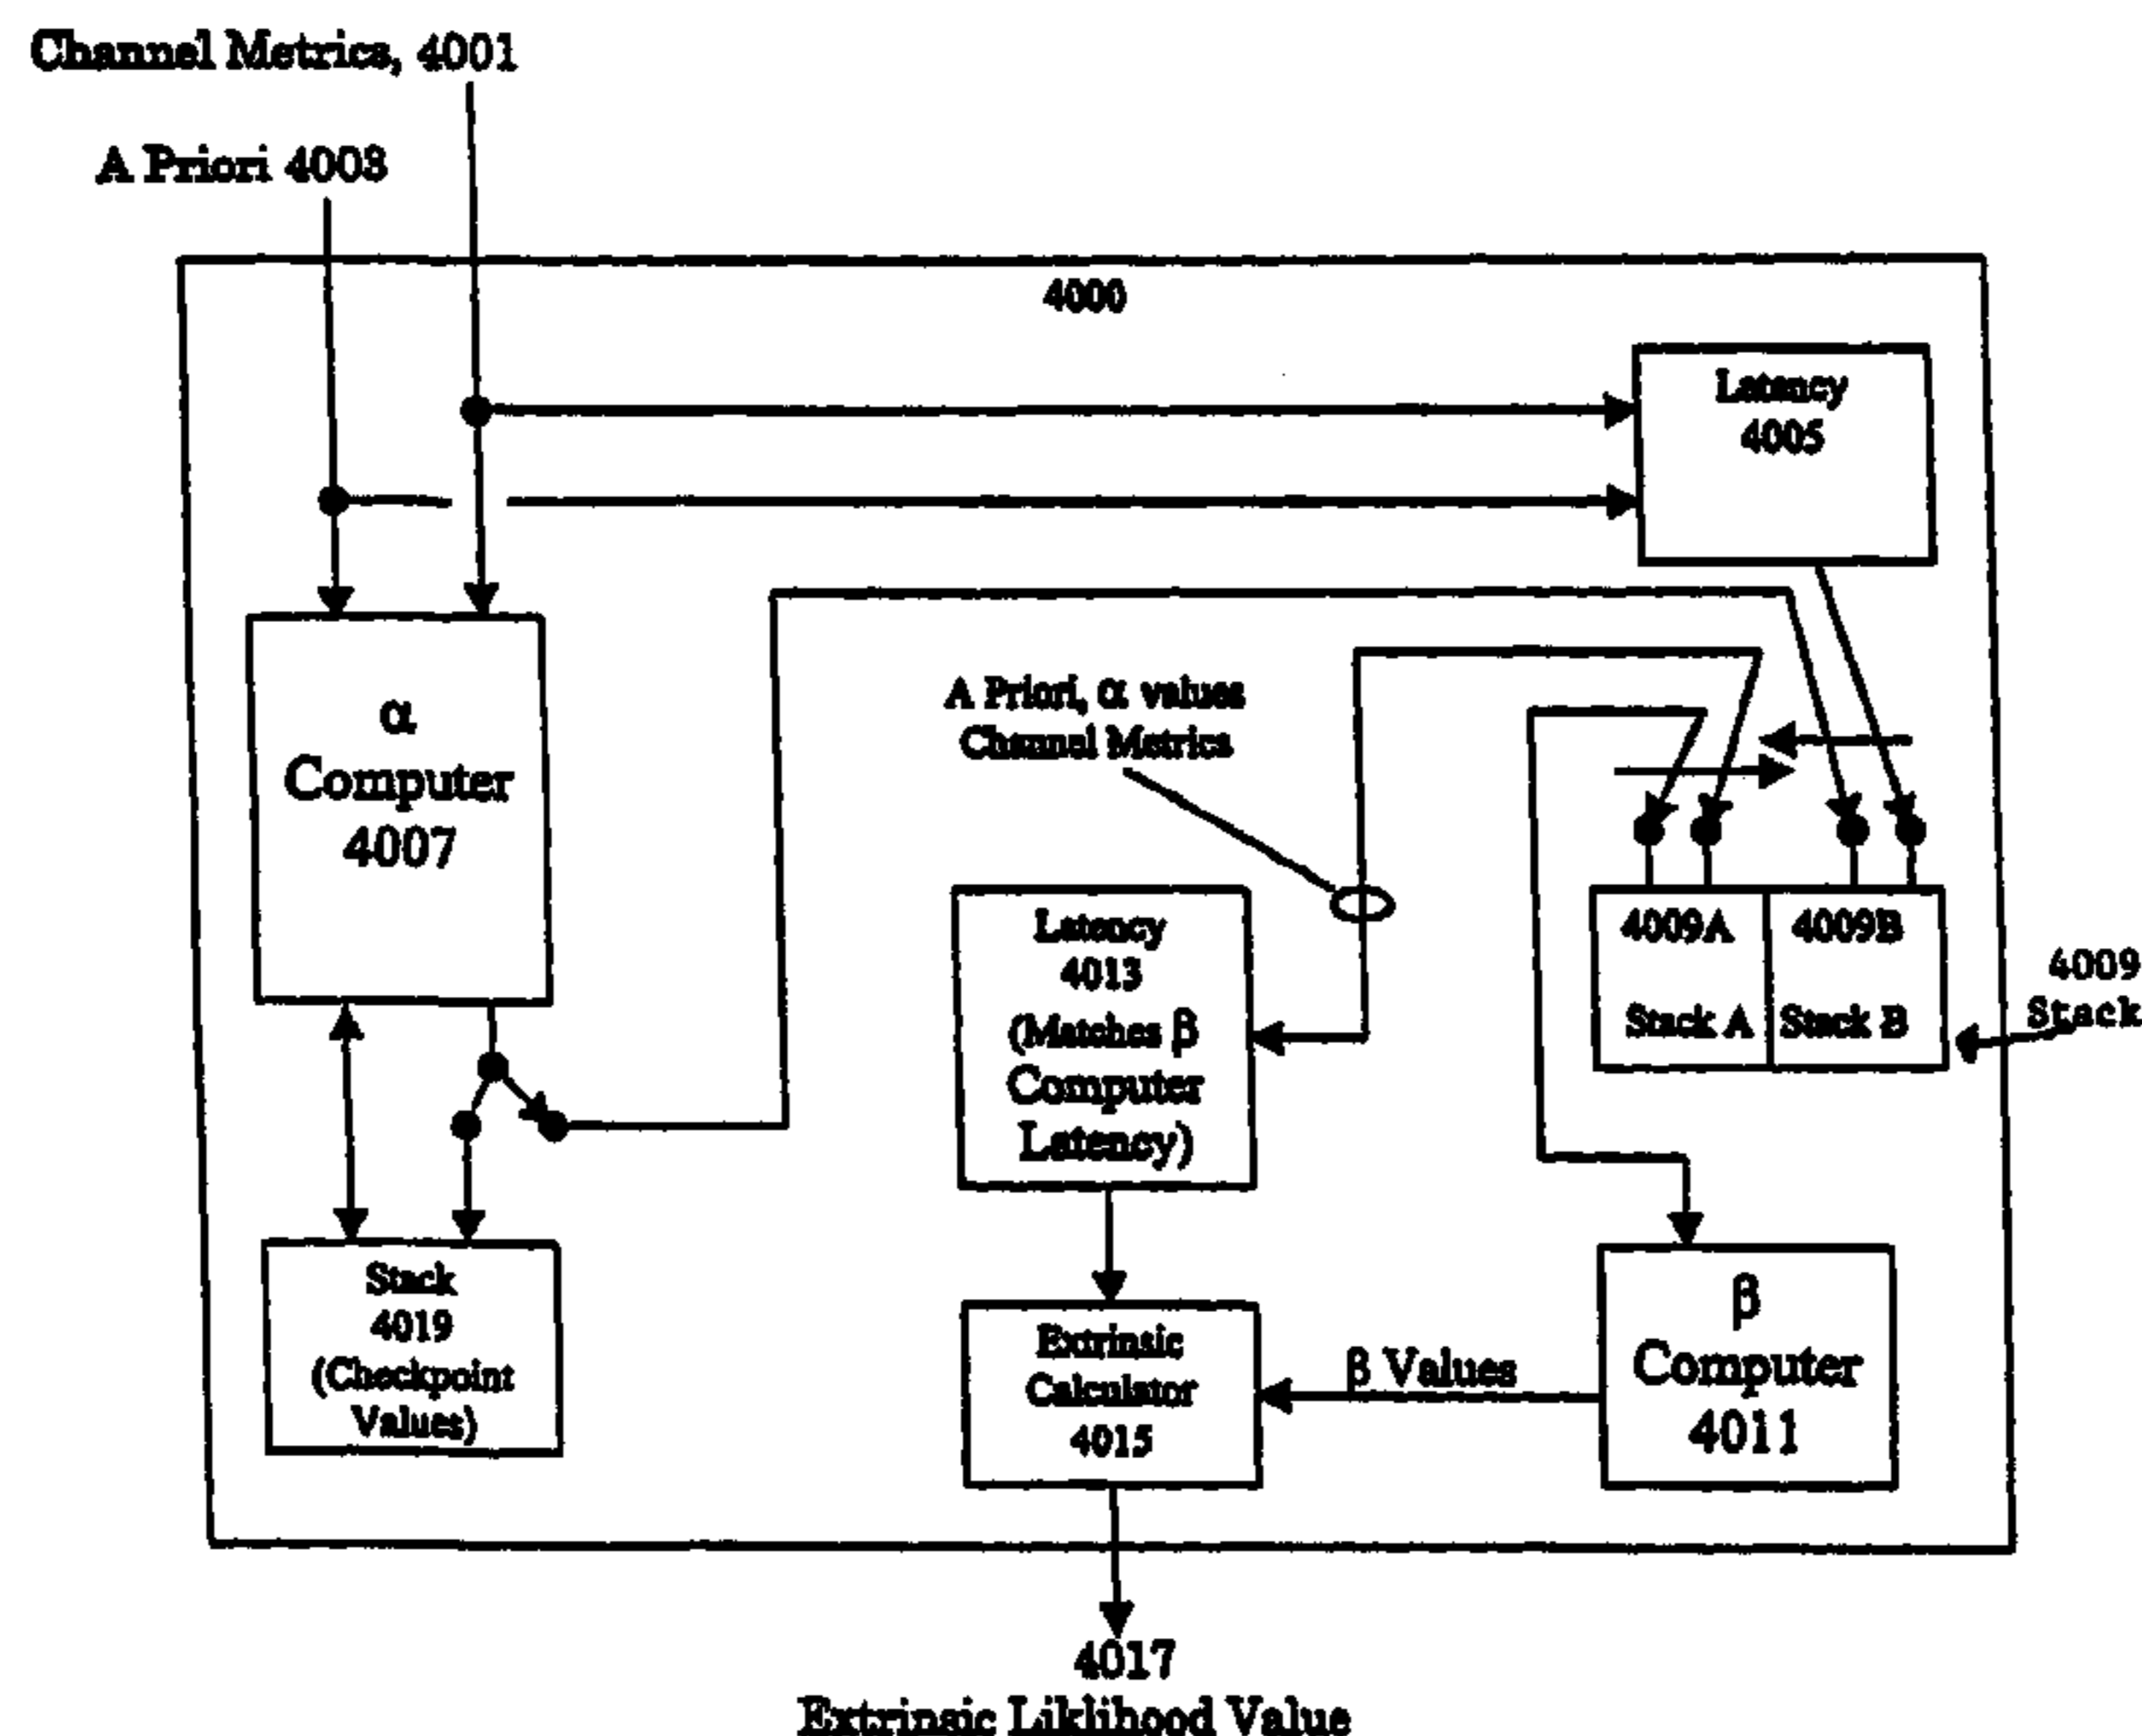 Channel Metrics, 4001
A Priori 4003
4000
Latency
4005
α
Computer
4007
A Priori, α values
Channel Metrics
Latency
4013
(Matches β
Computer
Latency)
4009A
4009B
Stack A
Stack B
4009
Stack
Stack
4019
(Checkpoint
Values)
Extrinsic
Calculator
4015
β Values
β
Computer
4011
4017
Extrinsic Liklihood Value